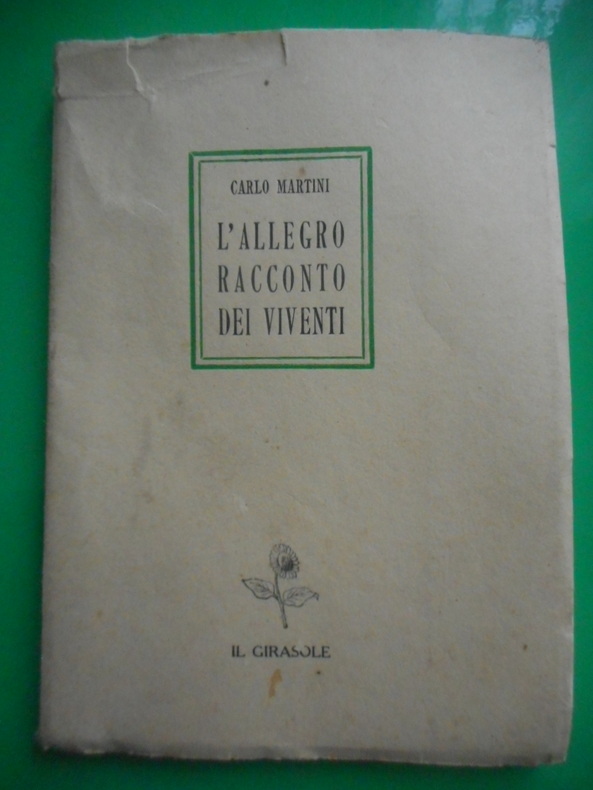 CARLO MARTINI
L'ALLEGRO
RACCONTO
DEI VIVENTI
IL GIRASOLE